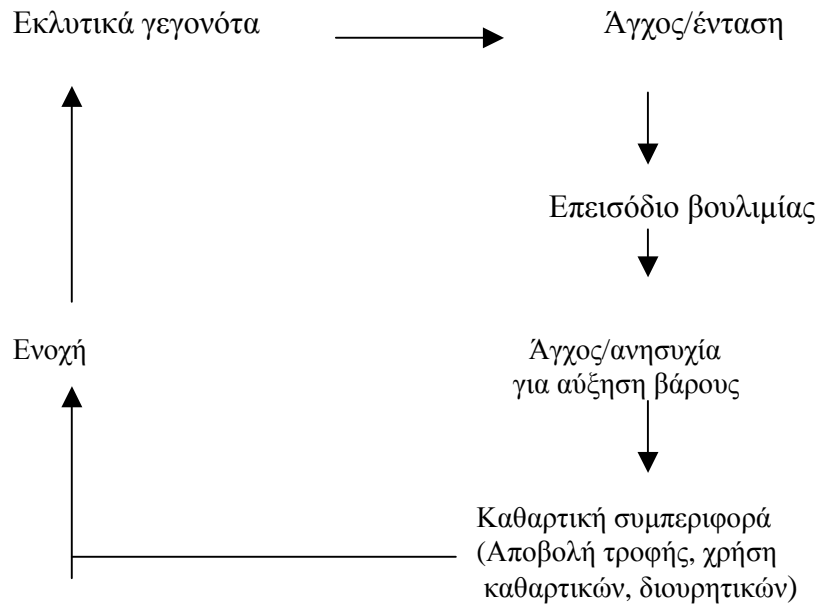 Εκλυτικά γεγονότα Άγχος/ένταση
Επεισόδιο βουλιμίας
Ενοχή Άγχος/ανησυχία
για αύξηση βάρους
Καθαρτική συμπεριφορά
(Αποβολή τροφής, χρήση
καθαρτικών, διουρητικών)